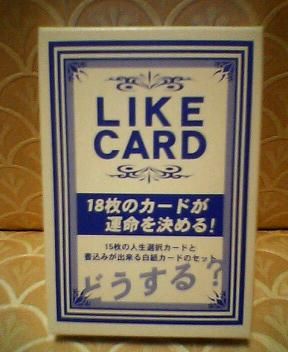 LIKE
CARD
18枚のカードが
運命を決める!
15枚の人生選択カードと
書込みが出来る白紙カードのセット
どうする?